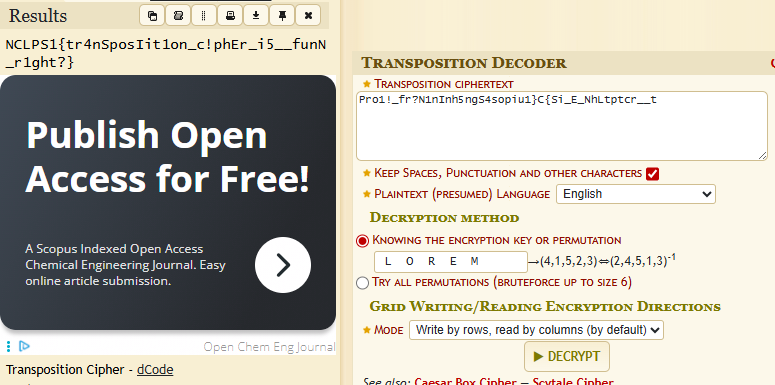 Results
NCLPS1{tr4nSposIit1on_c!phEr_i5__funN
_r1ght?}
Publish Open
Access for Free!
A Scopus Indexed Open Access
Chemical Engineering Journal. Easy
online article submission.
Open Chem Eng Journal
Transposition Cipher - dCode
TRANSPOSITION DECODER
★ TRANSPOSITION CIPHERTEXT
Pro1!_fr?N1nInh5ngS4sopiu1}C{Si_E_NhLtptcr__t
★ KEEP SPACES, PUNCTUATION AND OTHER CHARACTERS
★ PLAINTEXT (PRESUMED) LANGUAGE English
DECRYPTION METHOD
KNOWING THE ENCRYPTION KEY OR PERMUTATION
L O R E M →(4,1,5,2,3)⇔(2,4,5,1,3)⁻¹
TRY ALL PERMUTATIONS (BRUTEFORCE UP TO SIZE 6)
GRID WRITING/READING ENCRYPTION DIRECTIONS
★ MODE Write by rows, read by columns (by default)
▶ DECRYPT
See also: Caesar Box Cipher – Scytale Cipher